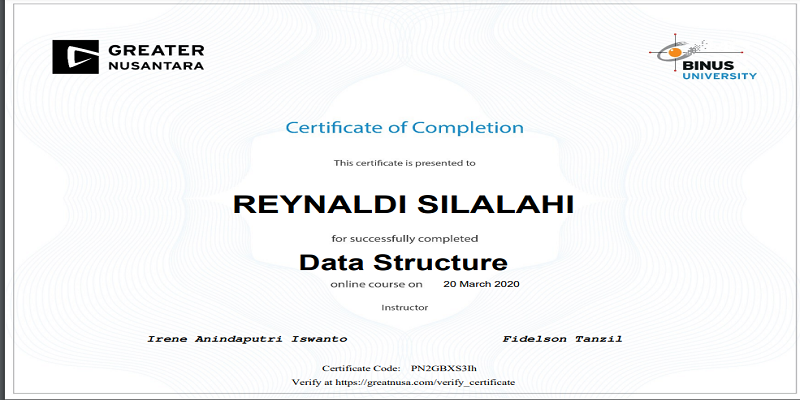 GREATER
NUSANTARA
BINUS
UNIVERSITY
Certificate of Completion
This certificate is presented to
REYNALDI SILALAHI
for successfully completed
Data Structure
online course on 20 March 2020
Instructor
Irene Anindaputri Iswanto Fidelson Tanzil
Certificate Code: PN2GBXS3Ih
Verify at https://greatnusa.com/verify_certificate